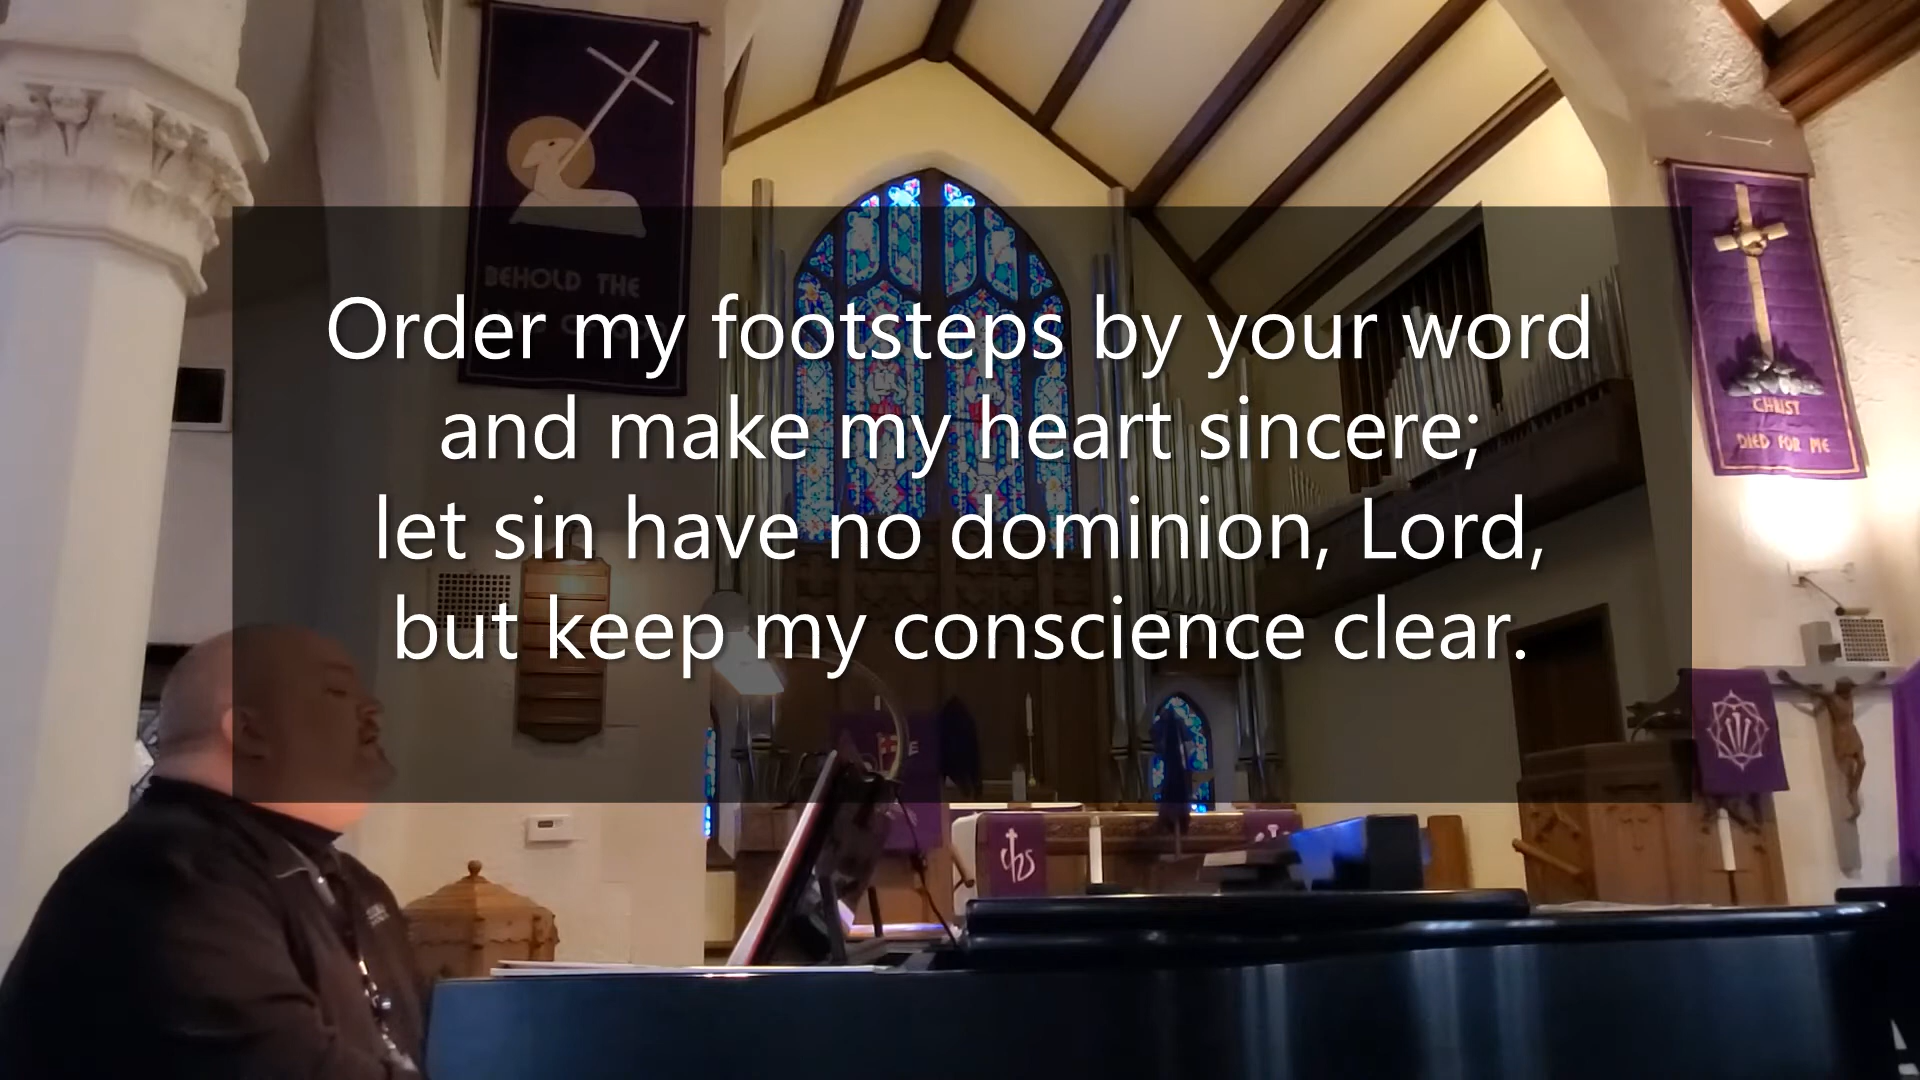 BEHOLD THE
Order my footsteps by your word
and make my heart sincere;
let sin have no dominion, Lord,
but keep my conscience clear.
CHRIST
DIED FOR ME
ihs